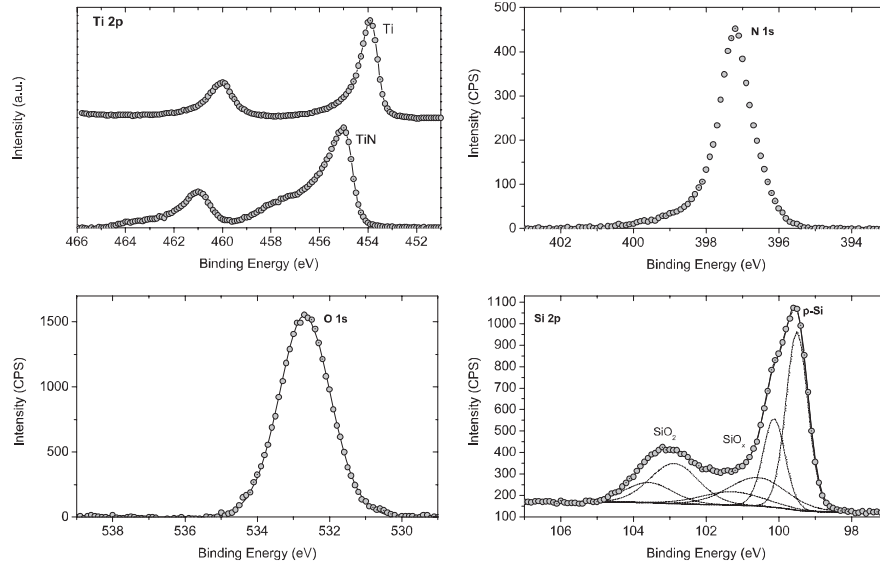 Ti 2p
Ti
TiN
Intensity (a.u.)
466 464 462 460 458 456 454 452
Binding Energy (eV)
N 1s
Intensity (CPS)
500
400
300
200
100
0
402 400 398 396 394
Binding Energy (eV)
O 1s
Intensity (CPS)
1500
1000
500
0
538 536 534 532 530
Binding Energy (eV)
Si 2p
p-Si
SiO2
SiOx
Intensity (CPS)
1100
1000
900
800
700
600
500
400
300
200
100
106 104 102 100 98
Binding Energy (eV)